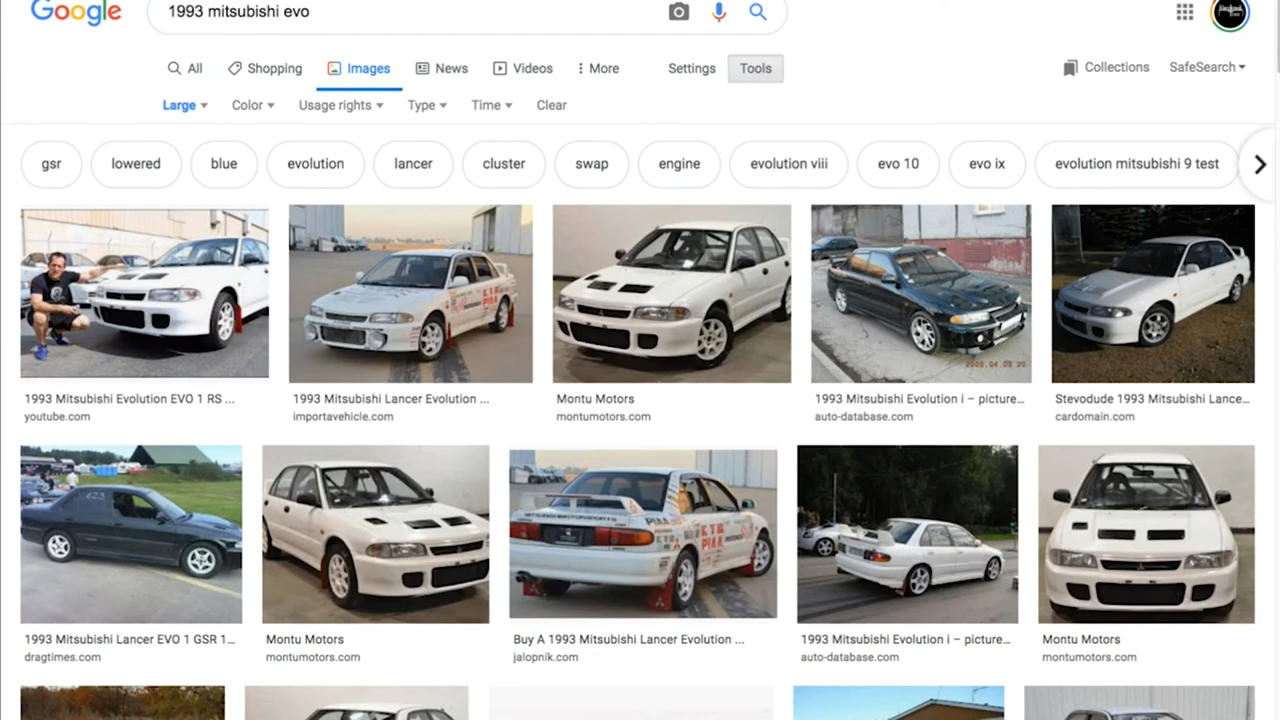 Google
1993 mitsubishi evo
All
Shopping
Images
News
Videos
More
Settings
Tools
Collections
SafeSearch
Large
Color
Usage rights
Type
Time
Clear
gsr
lowered
blue
evolution
lancer
cluster
swap
engine
evolution viii
evo 10
evo ix
evolution mitsubishi 9 test
1993 Mitsubishi Evolution EVO 1 RS ...
youtube.com
1993 Mitsubishi Lancer Evolution ...
importavehicle.com
Montu Motors
montumotors.com
1993 Mitsubishi Evolution i – picture...
auto-database.com
Stevodude 1993 Mitsubishi Lance...
cardomain.com
1993 Mitsubishi Lancer EVO 1 GSR 1...
dragtimes.com
Montu Motors
montumotors.com
PIAA
Buy A 1993 Mitsubishi Lancer Evolution ...
jalopnik.com
1993 Mitsubishi Evolution i – picture...
auto-database.com
Montu Motors
montumotors.com